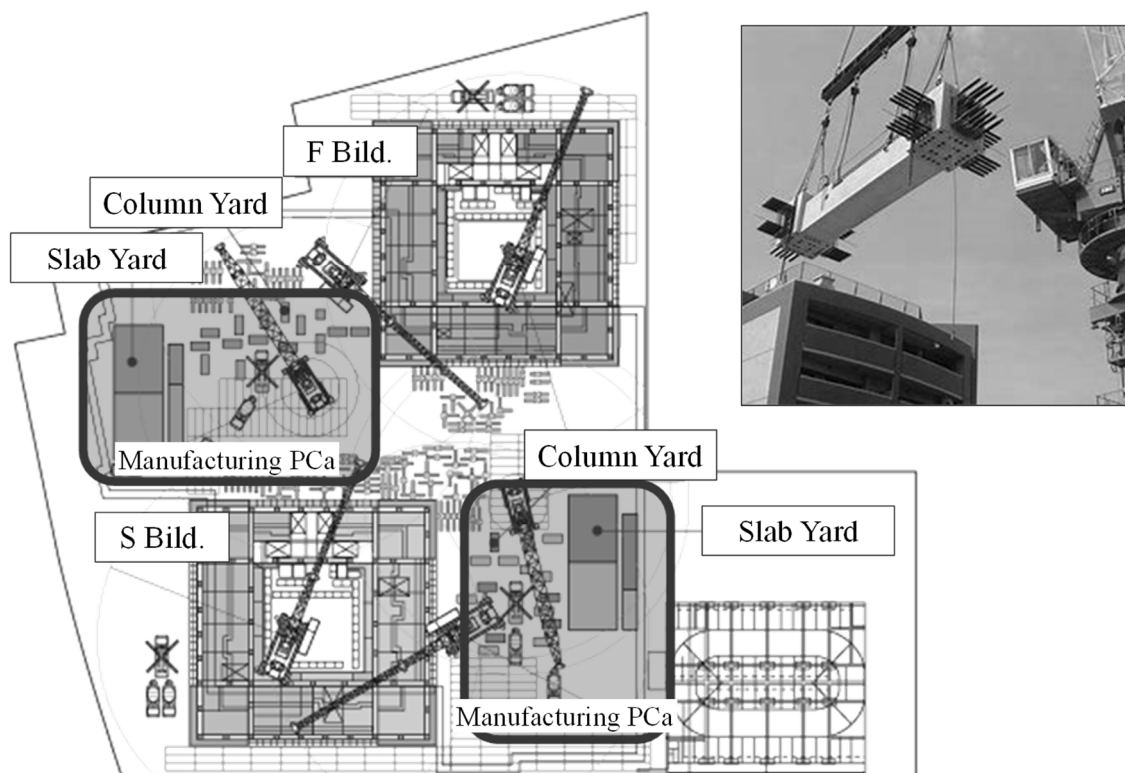 F Bild.
Column Yard
Slab Yard
Manufacturing PCa
Column Yard
S Bild.
Slab Yard
Manufacturing PCa